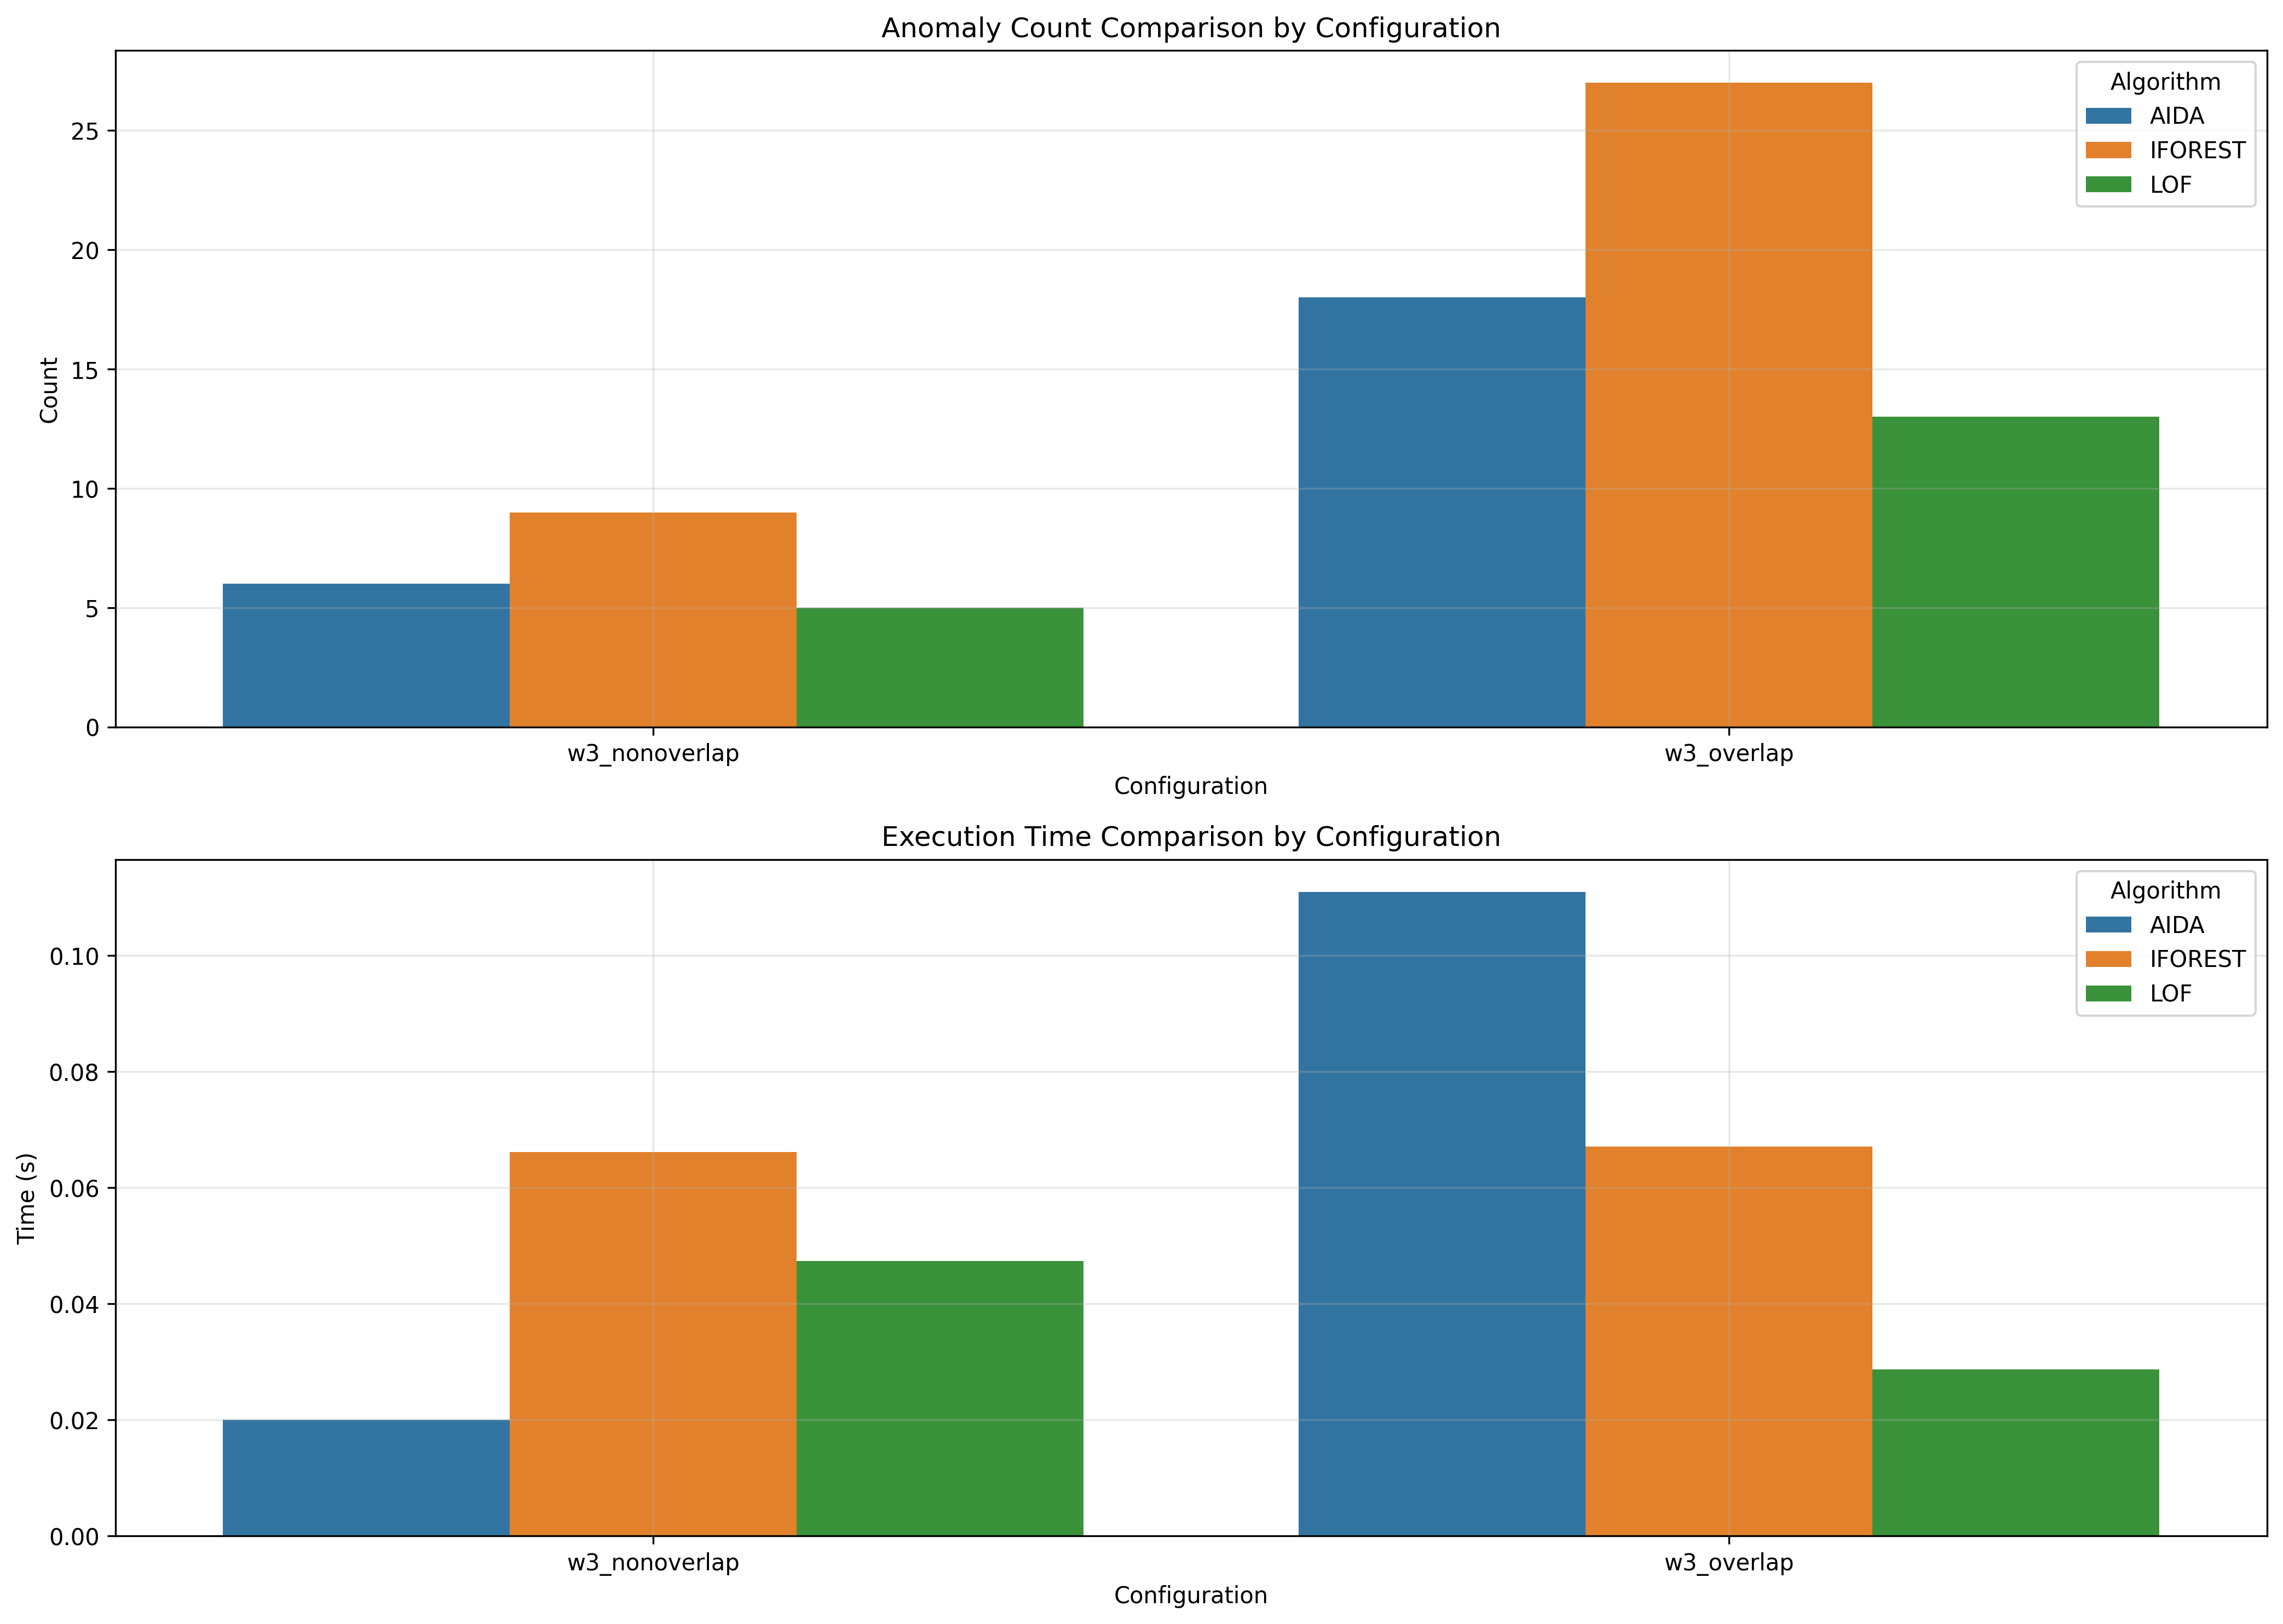 Anomaly Count Comparison by Configuration
Algorithm
AIDA
IFOREST
LOF
Count
25
20
15
10
5
0
w3_nonoverlap
w3_overlap
Configuration
Execution Time Comparison by Configuration
Algorithm
AIDA
IFOREST
LOF
Time (s)
0.10
0.08
0.06
0.04
0.02
0.00
w3_nonoverlap
w3_overlap
Configuration